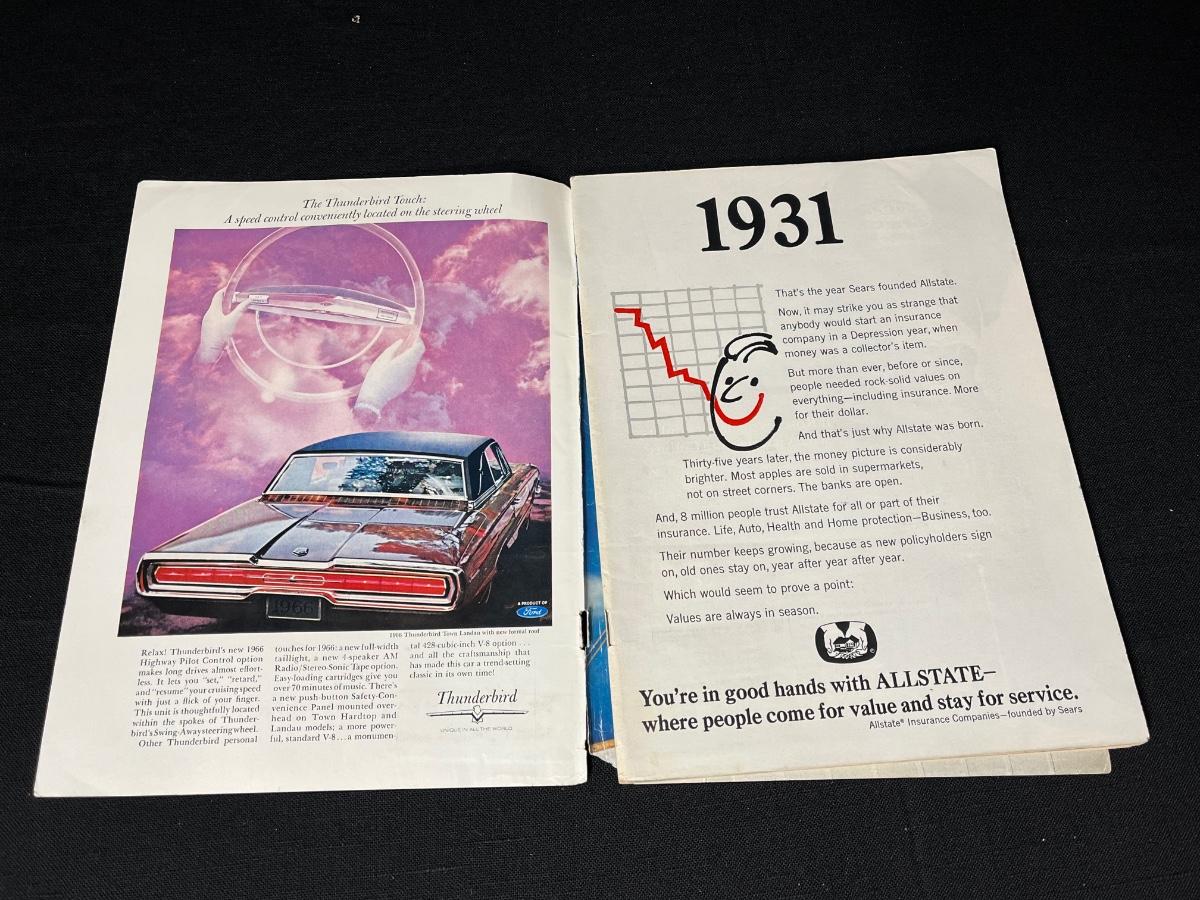 The Thunderbird Touch:
A speed control conveniently located on the steering wheel
1966
A PRODUCT OF
Ford
1966 Thunderbird Town Landau with new formal roof
Relax! Thunderbird's new 1966
Highway Pilot Control option
makes long drives almost effort-
less. It lets you "set," "retard,"
and "resume" your cruising speed
with just a flick of your finger.
This unit is thoughtfully located
within the spokes of Thunder-
bird's Swing-Away steering wheel.
Other Thunderbird personal
touches for 1966: a new full-width
taillight, a new 4-speaker AM
Radio/Stereo-Sonic Tape option.
Easy-loading cartridges give you
over 70 minutes of music. There's
a new push-button Safety-Con-
venience Panel mounted over-
head on Town Hardtop and
Landau models; a more power-
ful, standard V-8...a monumen-
tal 428-cubic-inch V-8 option...
and all the craftsmanship that
has made this car a trend-setting
classic in its own time!
Thunderbird
UNIQUE IN ALL THE WORLD
1931
That's the year Sears founded Allstate.
Now, it may strike you as strange that
anybody would start an insurance
company in a Depression year, when
money was a collector's item.
But more than ever, before or since,
people needed rock-solid values on
everything—including insurance. More
for their dollar.
And that's just why Allstate was born.
Thirty-five years later, the money picture is considerably
brighter. Most apples are sold in supermarkets,
not on street corners. The banks are open.
And, 8 million people trust Allstate for all or part of their
insurance. Life, Auto, Health and Home protection—Business, too.
Their number keeps growing, because as new policyholders sign
on, old ones stay on, year after year after year.
Which would seem to prove a point:
Values are always in season.
®
You're in good hands with ALLSTATE—
where people come for value and stay for service.
Allstate® Insurance Companies—founded by Sears